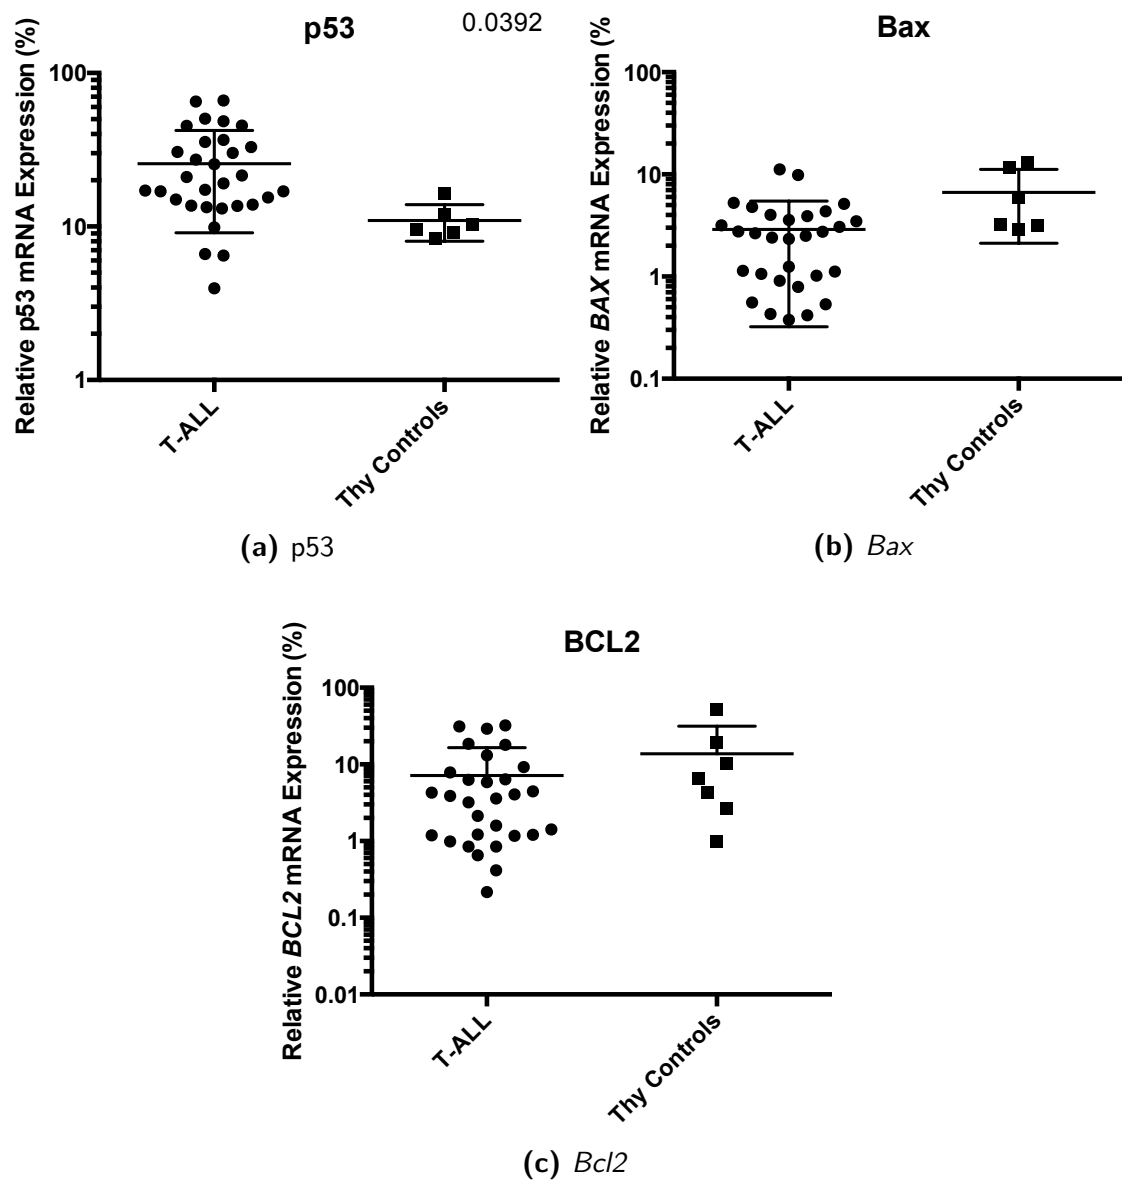 p53
0.0392
Relative p53 mRNA Expression (%)
100
10
1
T-ALL
Thy Controls
(a) p53
Bax
Relative BAX mRNA Expression (%
100
10
1
0.1
T-ALL
Thy Controls
(b) Bax
BCL2
Relative BCL2 mRNA Expression (%)
100
10
1
0.1
0.01
T-ALL
Thy Controls
(c) Bcl2